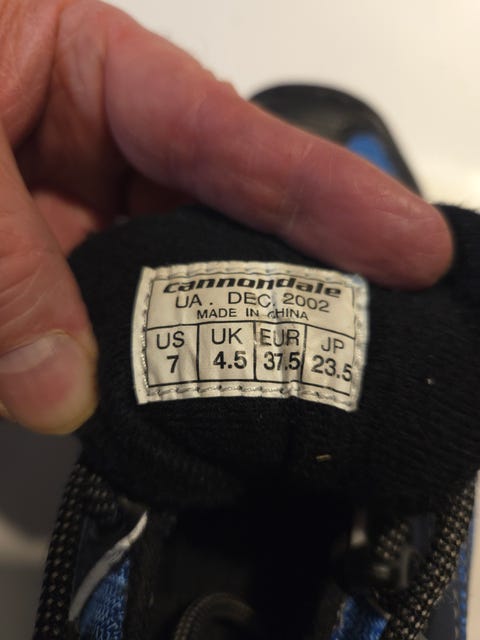 cannondale
UA . DEC. 2002
MADE IN CHINA
US UK EUR JP
7 4.5 37.5 23.5